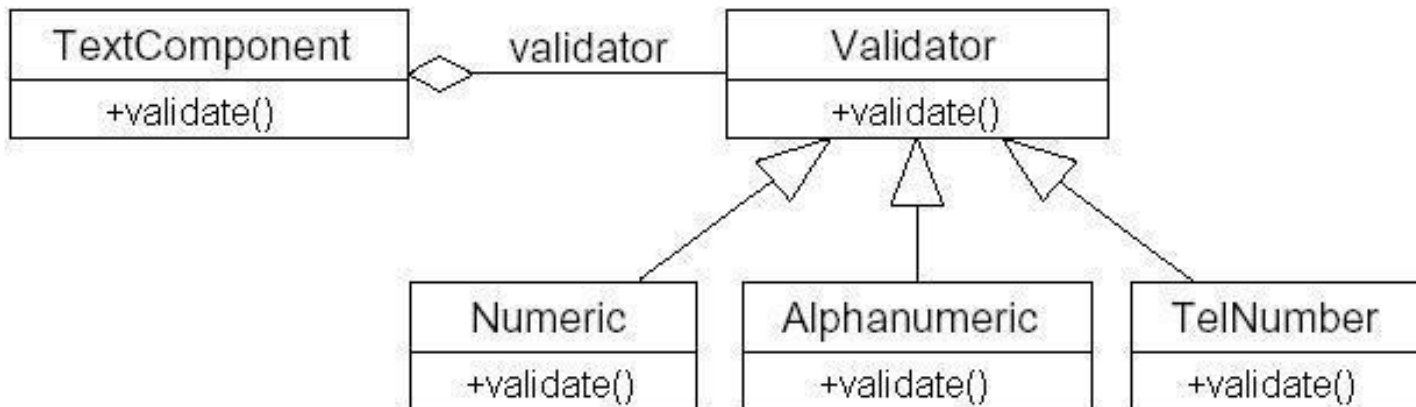 TextComponent
+validate()
validator
Validator
+validate()
Numeric
+validate()
Alphanumeric
+validate()
TelNumber
+validate()